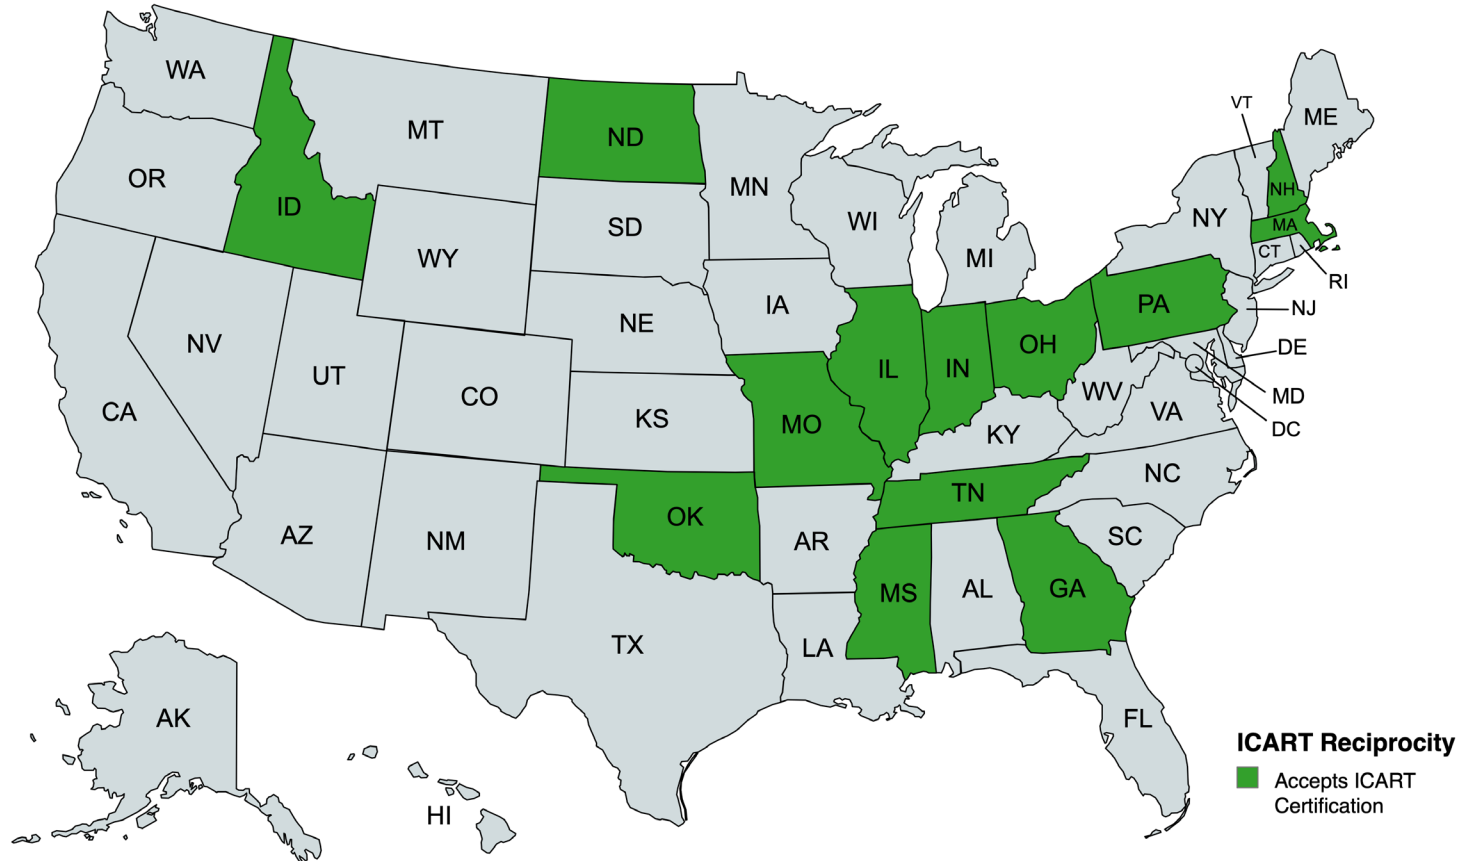 WA
MT
ND
MN
VT
ME
OR
ID
SD
WI
NY
NH
MA
WY
MI
CT
RI
IA
NE
PA
NJ
NV
UT
CO
IL
IN
OH
DE
CA
KS
MO
WV
VA
MD
KY
DC
AZ
NM
OK
AR
TN
NC
SC
MS
AL
GA
TX
LA
AK
FL
HI
ICART Reciprocity
Accepts ICART
Certification